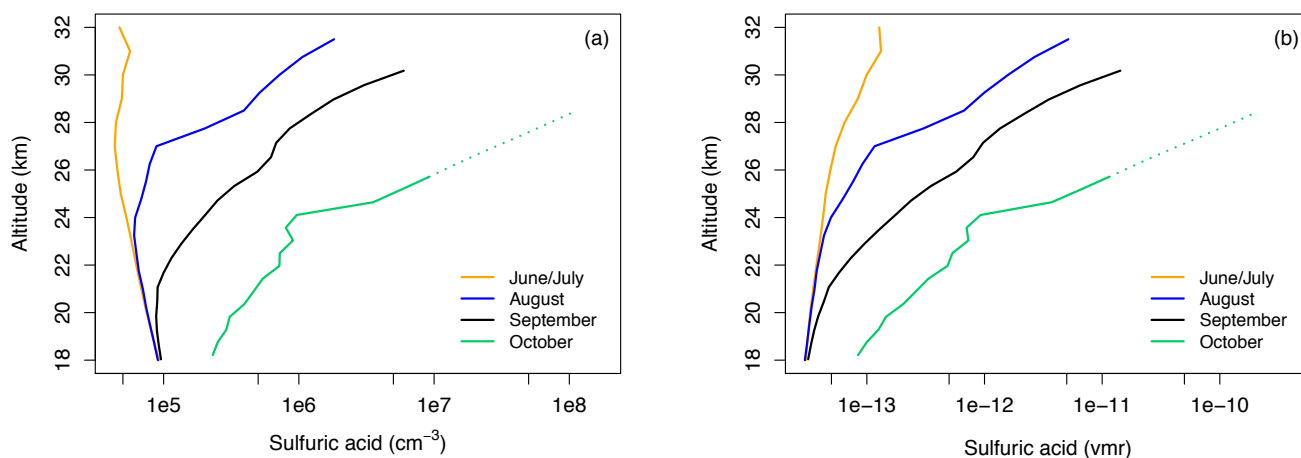 (a)
32
30
28
26
24
22
20
18
Altitude (km)
June/July
August
September
October
1e5 1e6 1e7 1e8
Sulfuric acid (cm−3)
(b)
32
30
28
26
24
22
20
18
Altitude (km)
June/July
August
September
October
1e−13 1e−12 1e−11 1e−10
Sulfuric acid (vmr)